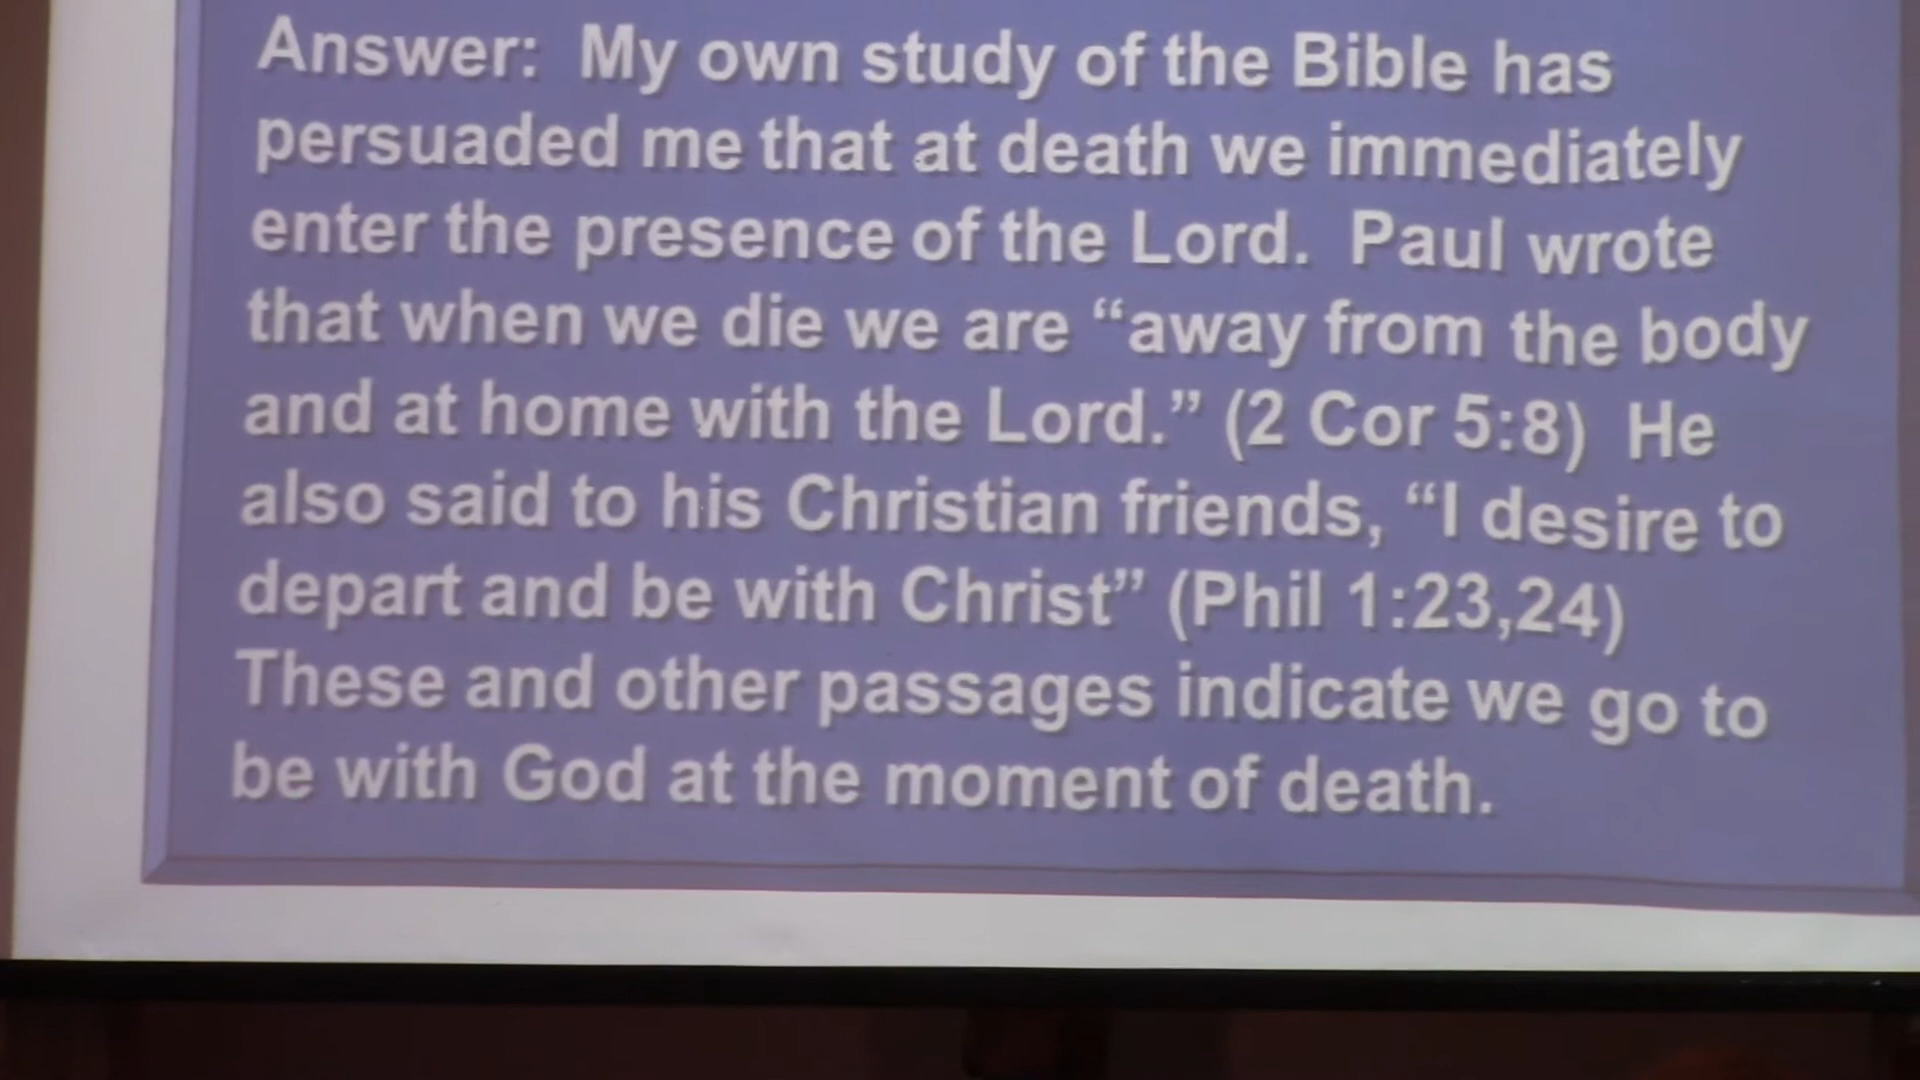 Answer:  My own study of the Bible has
persuaded me that at death we immediately
enter the presence of the Lord.  Paul wrote
that when we die we are “away from the body
and at home with the Lord.” (2 Cor 5:8)  He
also said to his Christian friends, “I desire to
depart and be with Christ” (Phil 1:23,24)
These and other passages indicate we go to
be with God at the moment of death.